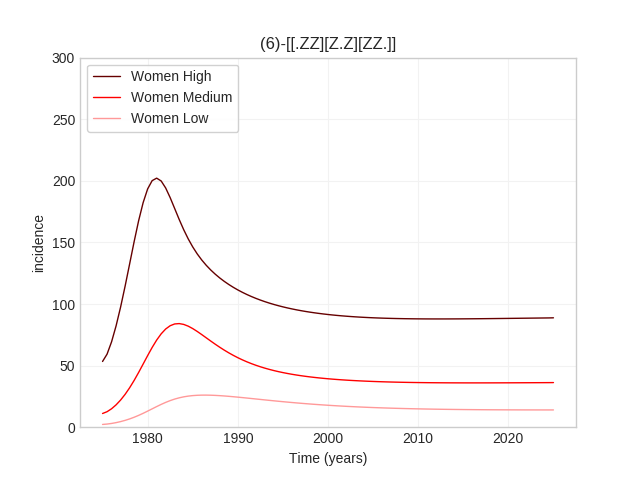 (6)-[[.ZZ][Z.Z][ZZ.]]
300
250
200
150
100
50
0
incidence
Women High
Women Medium
Women Low
1980
1990
2000
2010
2020
Time (years)